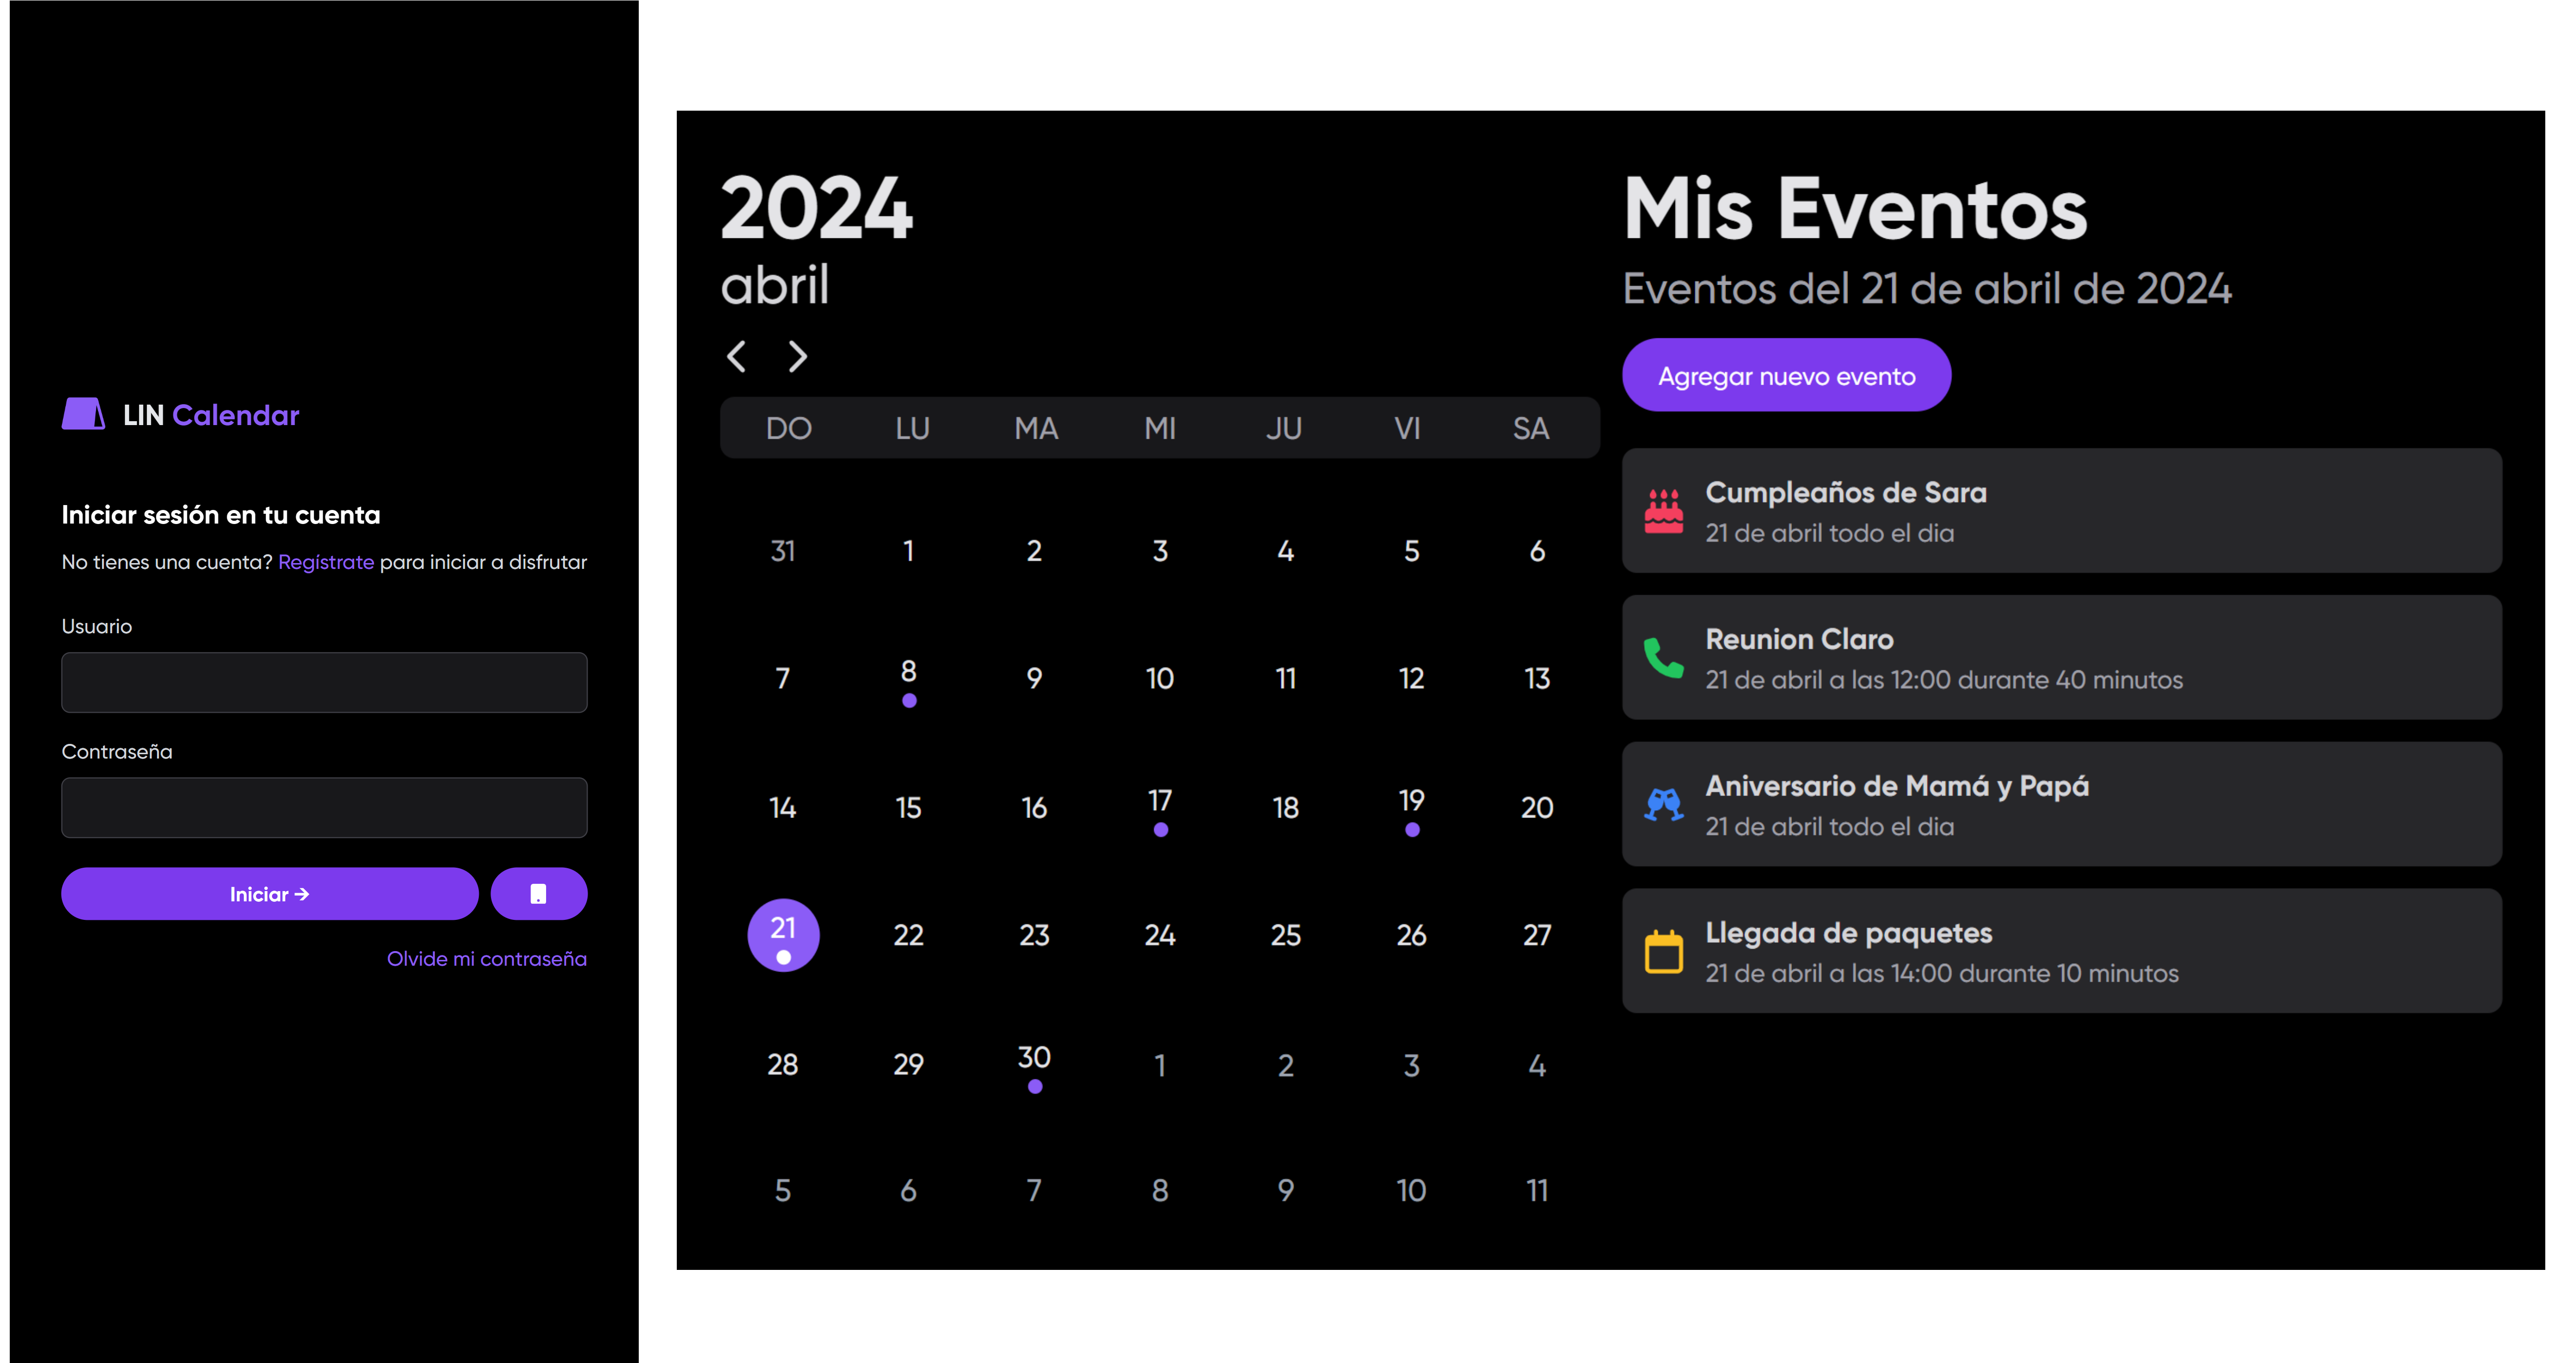 LIN Calendar
Iniciar sesión en tu cuenta
No tienes una cuenta? Regístrate para iniciar a disfrutar
Usuario
Contraseña
Iniciar →
Olvide mi contraseña
2024
abril
DO LU MA MI JU VI SA
31 1 2 3 4 5 6
7 8 9 10 11 12 13
14 15 16 17 18 19 20
21 22 23 24 25 26 27
28 29 30 1 2 3 4
5 6 7 8 9 10 11
Mis Eventos
Eventos del 21 de abril de 2024
Agregar nuevo evento
Cumpleaños de Sara
21 de abril todo el dia
Reunion Claro
21 de abril a las 12:00 durante 40 minutos
Aniversario de Mamá y Papá
21 de abril todo el dia
Llegada de paquetes
21 de abril a las 14:00 durante 10 minutos